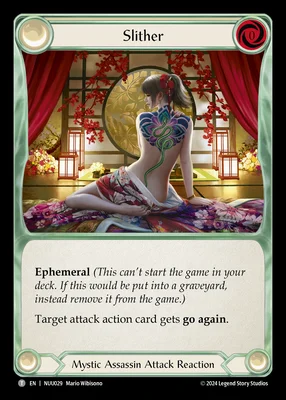 Slither
Ephemeral (This can't start the game in your
deck. If this would be put into a graveyard,
instead remove it from the game.)
Target attack action card gets go again.
Mystic Assassin Attack Reaction
T EN | NUU029 Mario Wibisono © 2024 Legend Story Studios